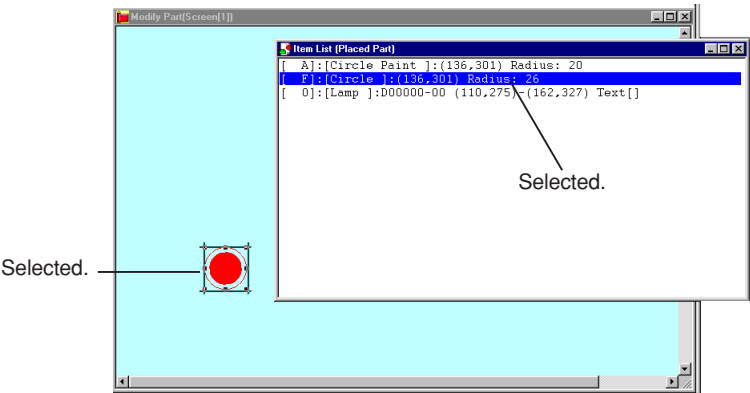 Modify Part(Screen[1])
Item List (Placed Part)
[  A]:[Circle Paint ]:(136,301) Radius: 20
[  F]:[Circle ]:(136,301) Radius: 26
[  0]:[Lamp ]:D00000-00 (110,275)-(162,327) Text[]
Selected.
Selected.